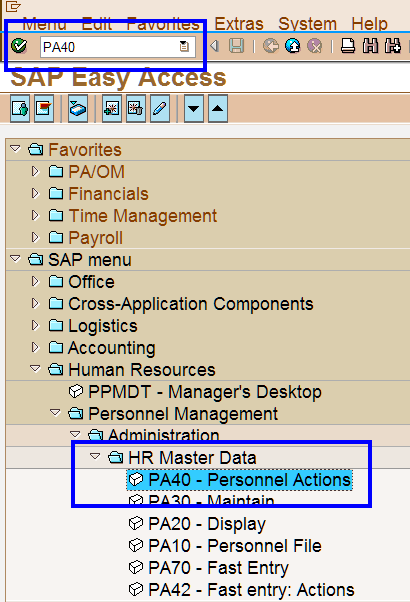 Menu Edit Favorites Extras System Help
PA40
SAP Easy Access
Favorites
PA/OM
Financials
Time Management
Payroll
SAP menu
Office
Cross-Application Components
Logistics
Accounting
Human Resources
PPMDT - Manager's Desktop
Personnel Management
Administration
HR Master Data
PA40 - Personnel Actions
PA30 - Maintain
PA20 - Display
PA10 - Personnel File
PA70 - Fast Entry
PA42 - Fast entry: Actions